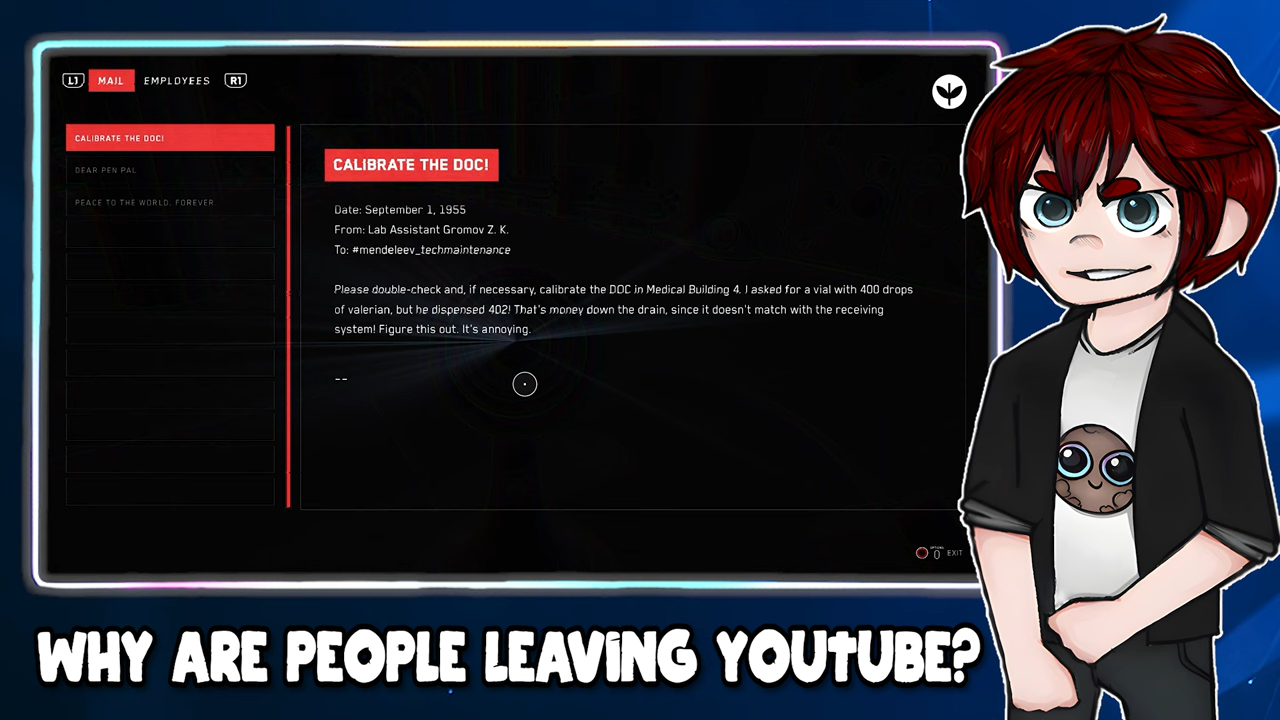 L1 MAIL EMPLOYEES R1
CALIBRATE THE DOC!
DEAR PEN PAL
PEACE TO THE WORLD. FOREVER
CALIBRATE THE DOC!
Date: September 1, 1955
From: Lab Assistant Gromov Z. K.
To: #mendeleev_techmaintenance
Please double-check and, if necessary, calibrate the DOC in Medical Building 4. I asked for a vial with 400 drops
of valerian, but he dispensed 402! That's money down the drain, since it doesn't match with the receiving
system! Figure this out. It's annoying.
--
OPTIONS
EXIT
WHY ARE PEOPLE LEAVING YOUTUBE?